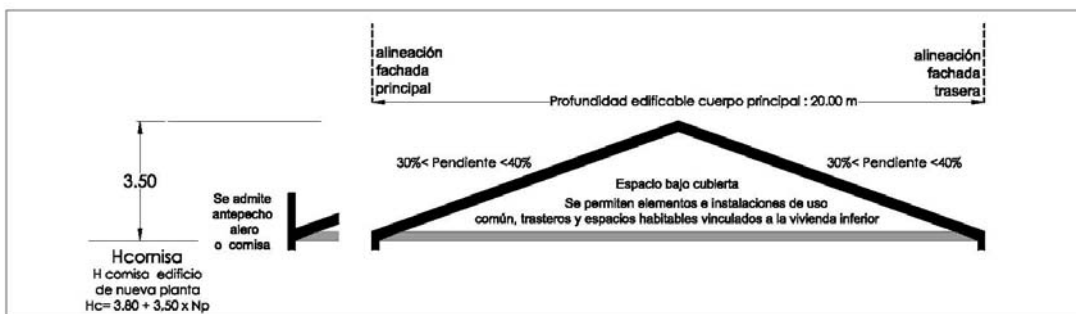 alineación
fachada
principal
alineación
fachada
trasera
Profundidad edificable cuerpo principal : 20.00 m
3.50
30%< Pendiente <40%
30%< Pendiente <40%
Se admite
antepecho
alero
o cornisa
Espacio bajo cubierta
Se permiten elementos e instalaciones de uso
común, trasteros y espacios habitables vinculados a la vivienda inferior
Hcornisa
H cornisa edificio
de nueva planta
Hc= 3.80 + 3.50 x Np